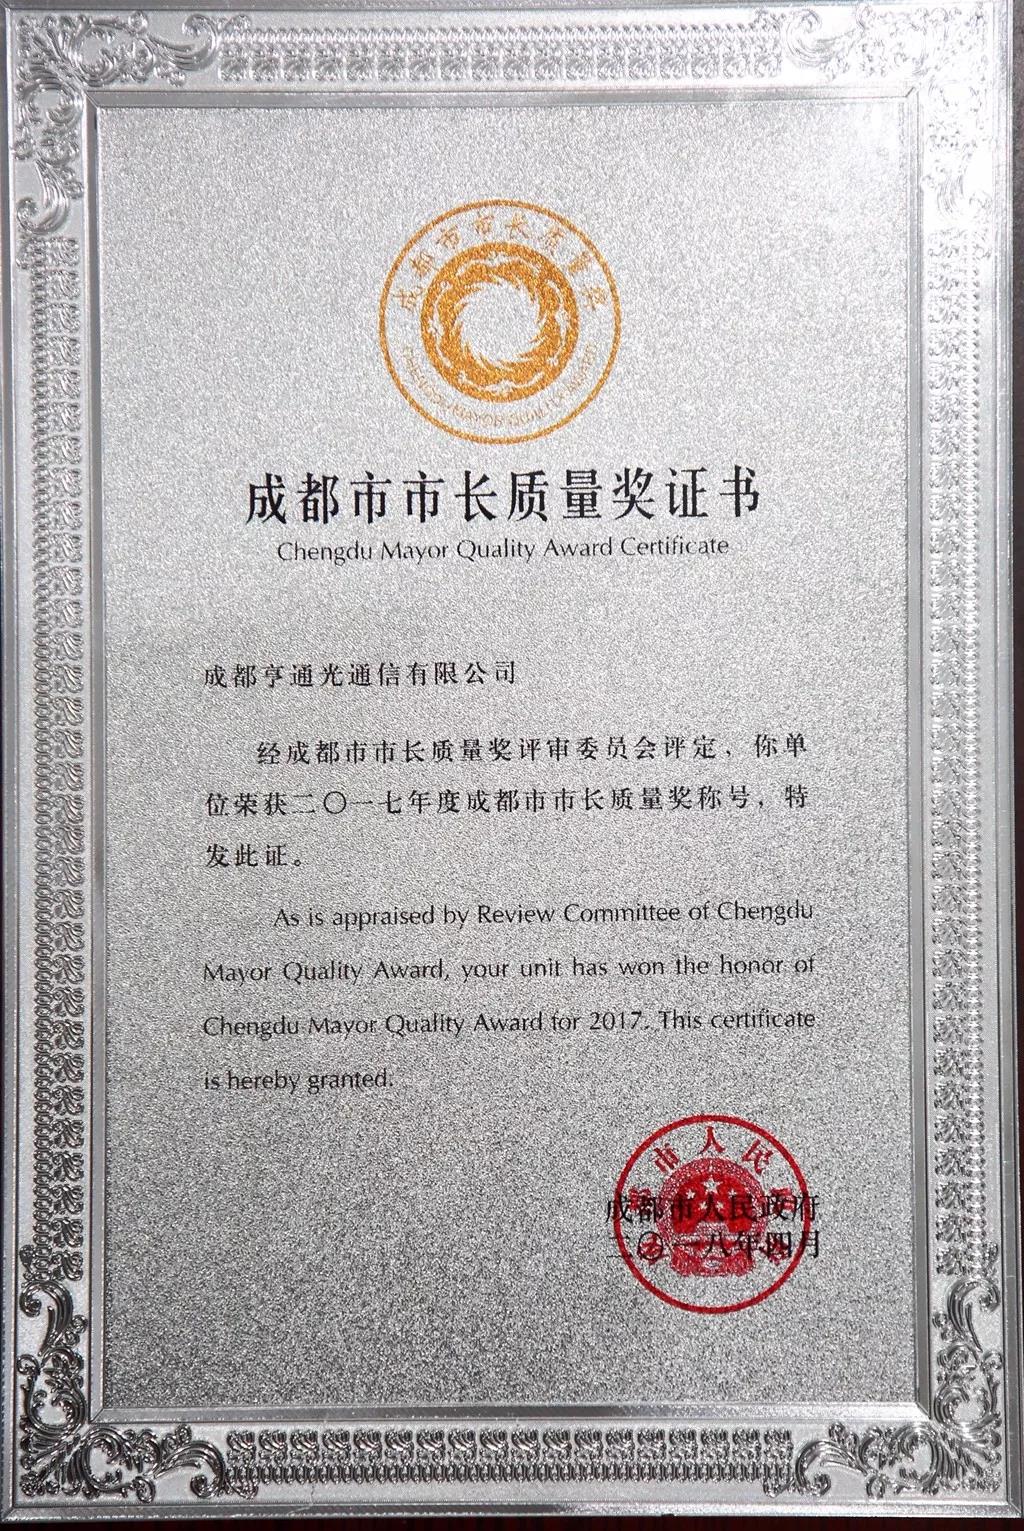 成都市市长质量奖
CHENGDU MAYOR QUALITY AWARD
成都市市长质量奖证书
Chengdu Mayor Quality Award Certificate
成都亨通光通信有限公司
经成都市市长质量奖评审委员会评定，你单
位荣获二〇一七年度成都市市长质量奖称号，特
发此证。
As is appraised by Review Committee of Chengdu
Mayor Quality Award, your unit has won the honor of
Chengdu Mayor Quality Award for 2017. This certificate
is hereby granted.
成都市人民政府
二〇一八年四月